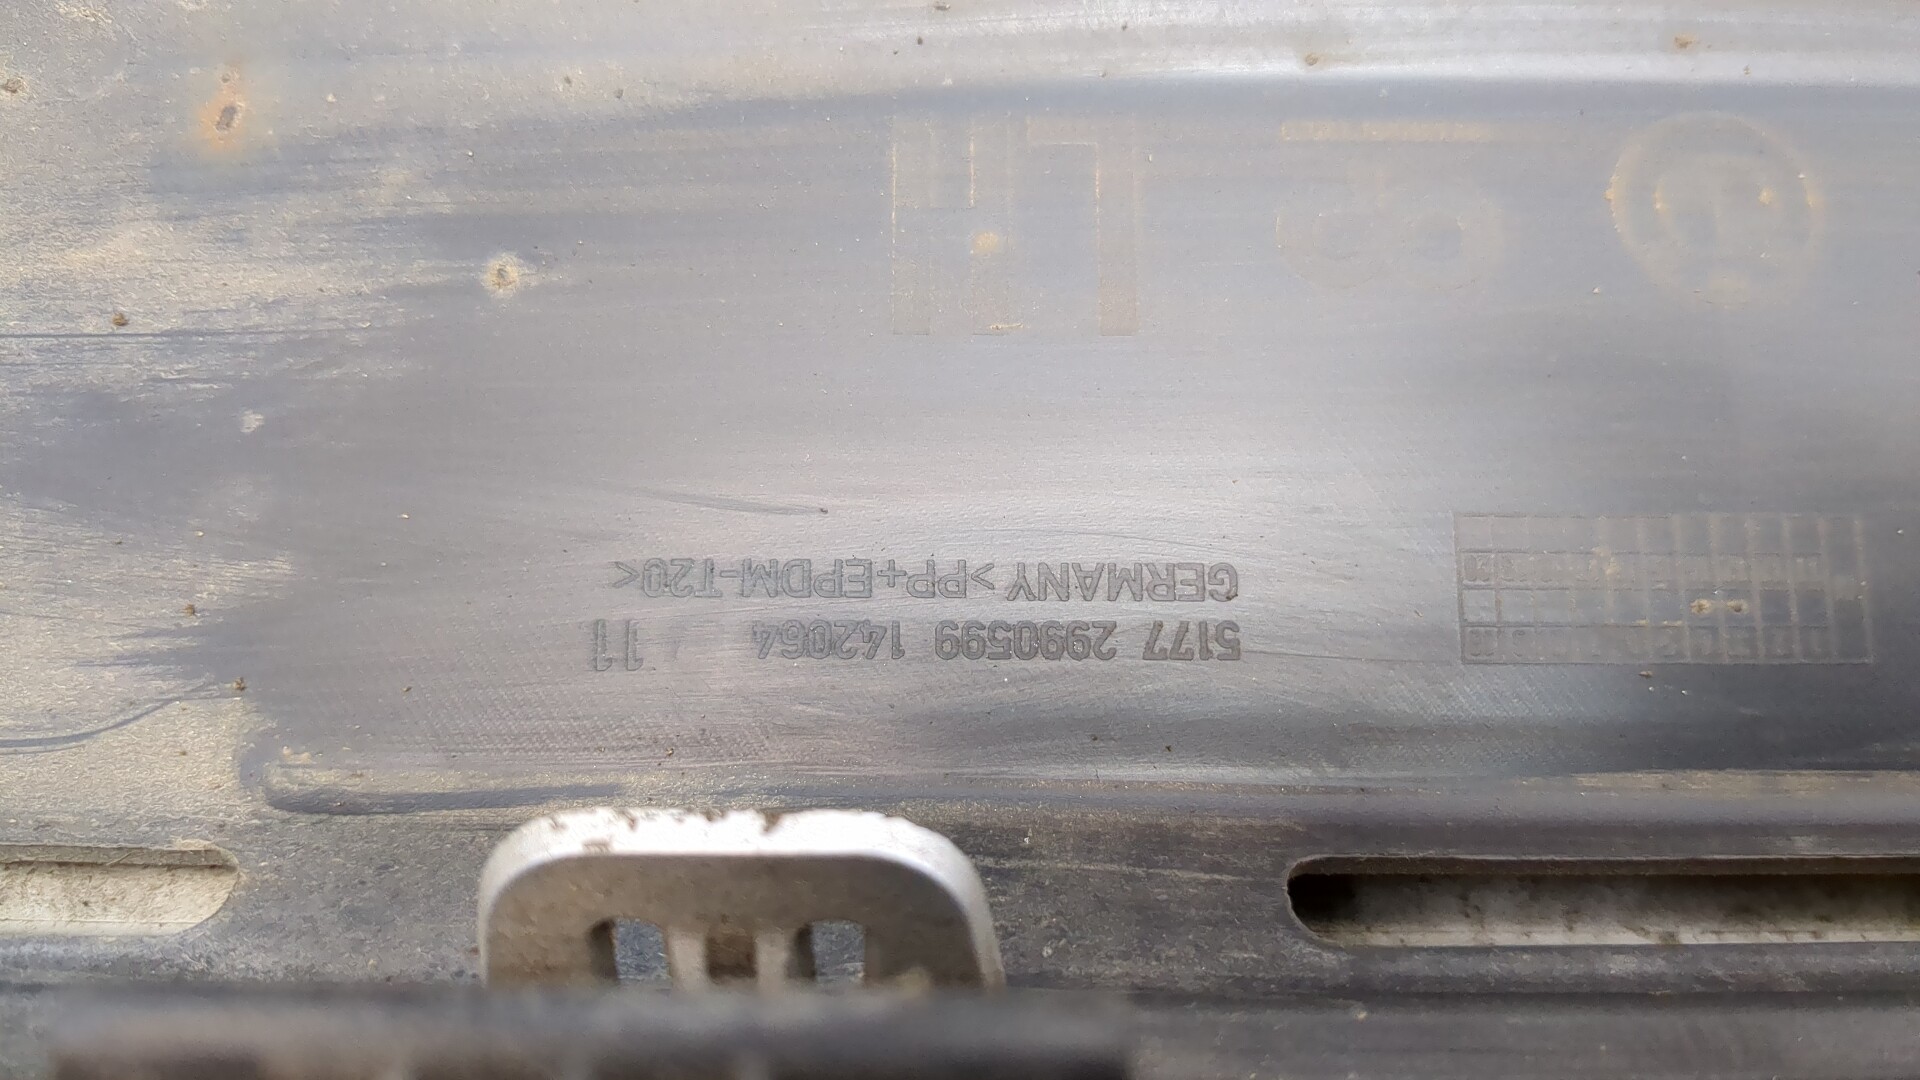 5177 2990599 142064 11
GERMANY >PP+EPDM-T20<
LH